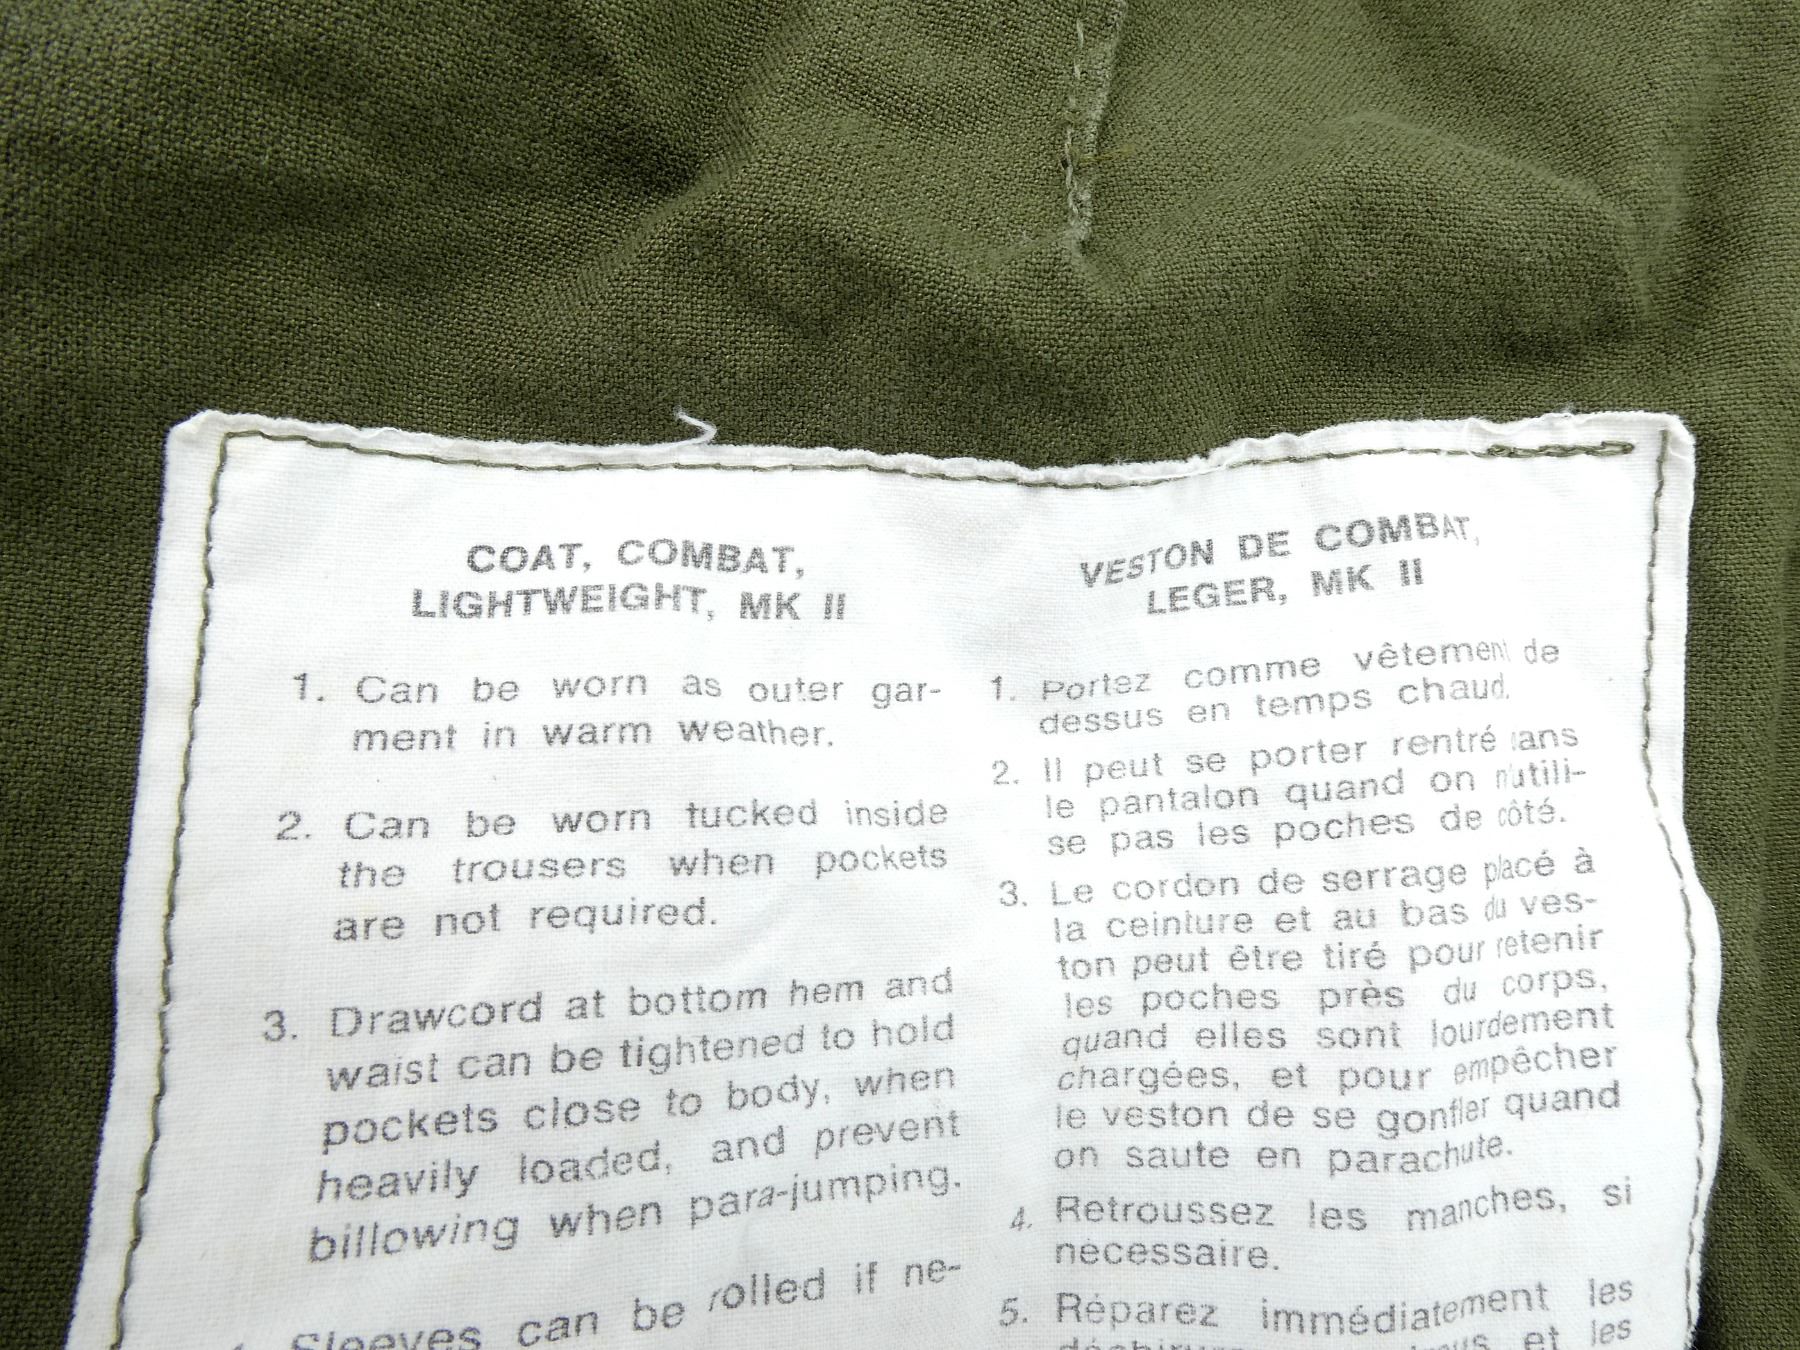 COAT, COMBAT,
LIGHTWEIGHT, MK II
1. Can be worn as outer gar-
ment in warm weather.
2. Can be worn tucked inside
the trousers when pockets
are not required.
3. Drawcord at bottom hem and
waist can be tightened to hold
pockets close to body, when
heavily loaded, and prevent
billowing when para-jumping.
4. Sleeves can be rolled if ne-
VESTON DE COMBAT,
LEGER, MK II
1. Portez comme vêtement de
dessus en temps chaud.
2. Il peut se porter rentré dans
le pantalon quand on n'utili-
se pas les poches de côté.
3. Le cordon de serrage placé à
la ceinture et au bas du ves-
ton peut être tiré pour retenir
les poches près du corps,
quand elles sont lourdement
chargées, et pour empêcher
le veston de se gonfler quand
on saute en parachute.
4. Retroussez les manches, si
nécessaire.
5. Réparez immédiatement les
et les